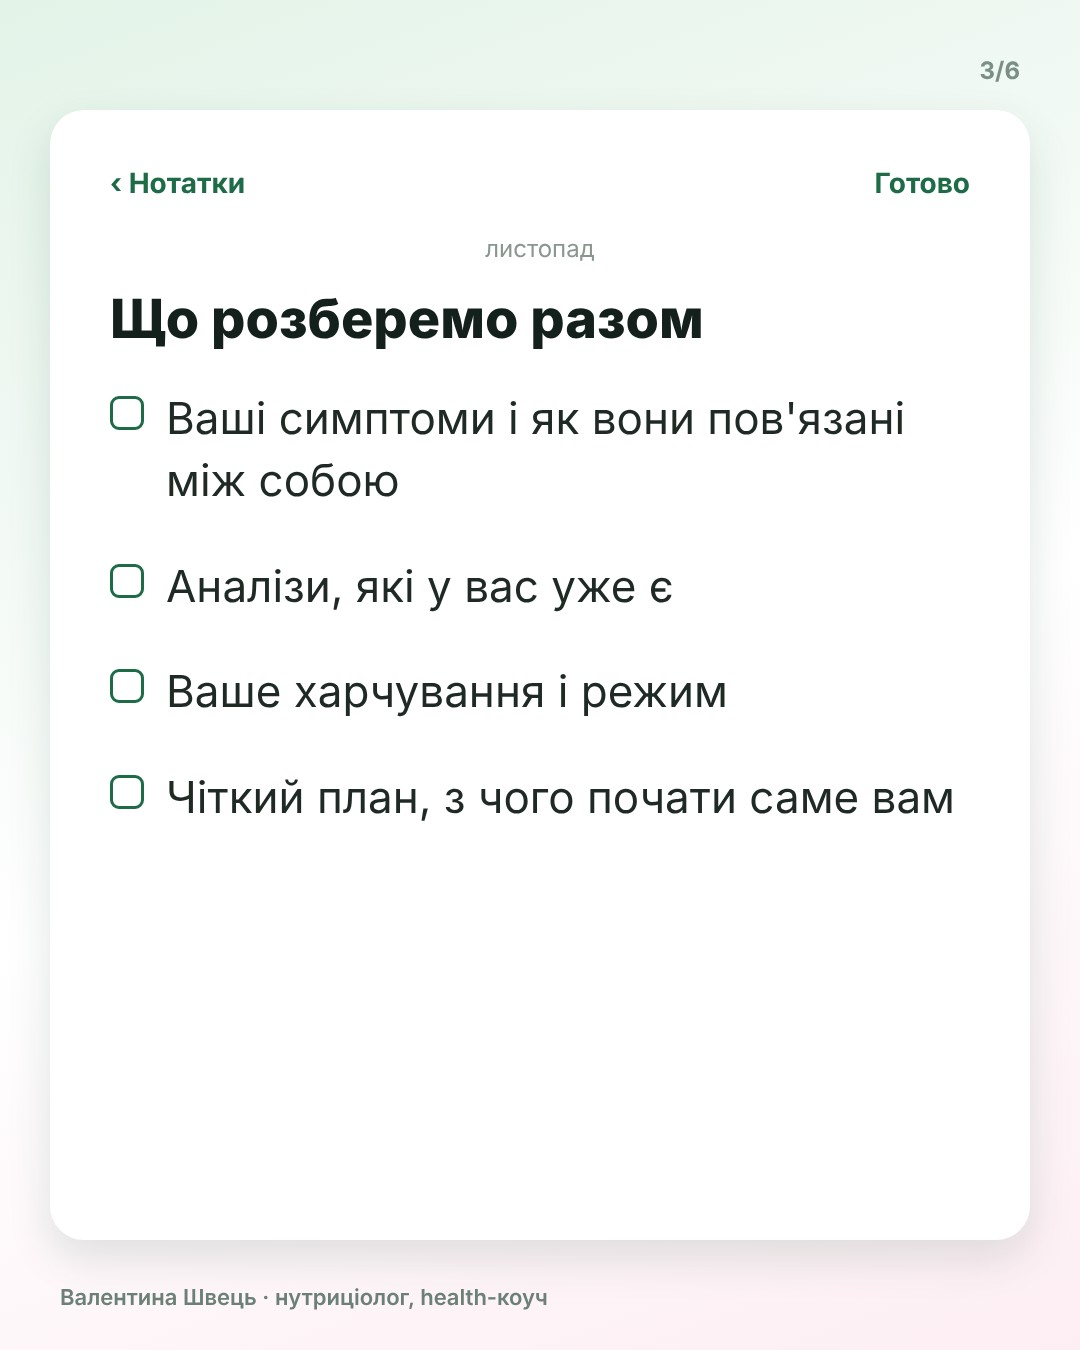 3/6
‹ Нотатки
Готово
листопад
Що розберемо разом
Ваші симптоми і як вони пов'язані
між собою
Аналізи, які у вас уже є
Ваше харчування і режим
Чіткий план, з чого почати саме вам
Валентина Швець · нутриціолог, health-коуч